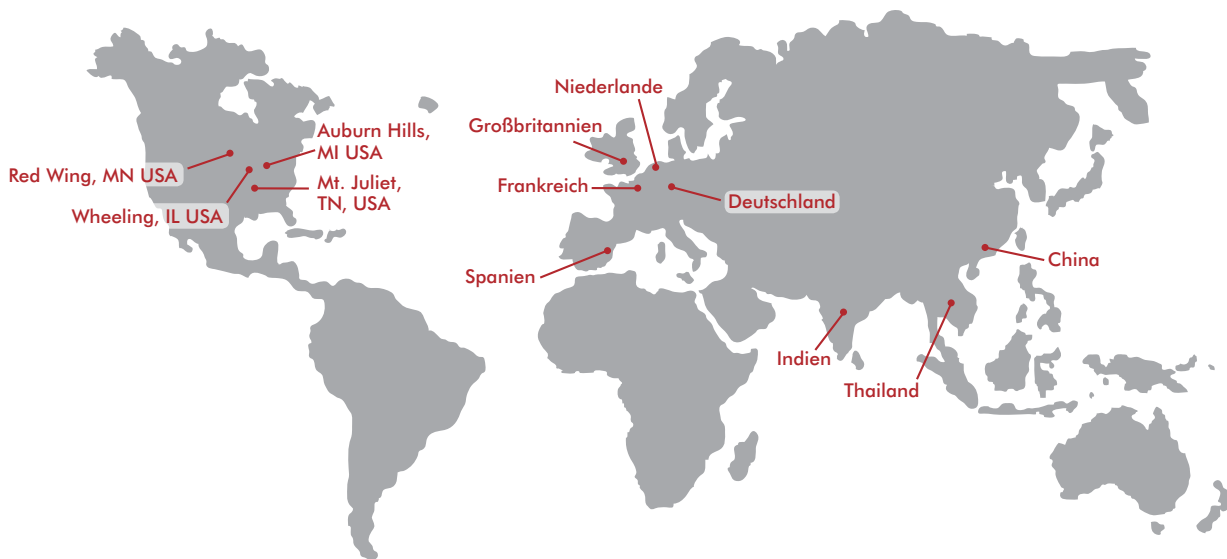 Niederlande
Großbritannien
Auburn Hills,
MI USA
Red Wing, MN USA
Mt. Juliet,
TN, USA
Frankreich
Deutschland
Wheeling, IL USA
Spanien
China
Indien
Thailand